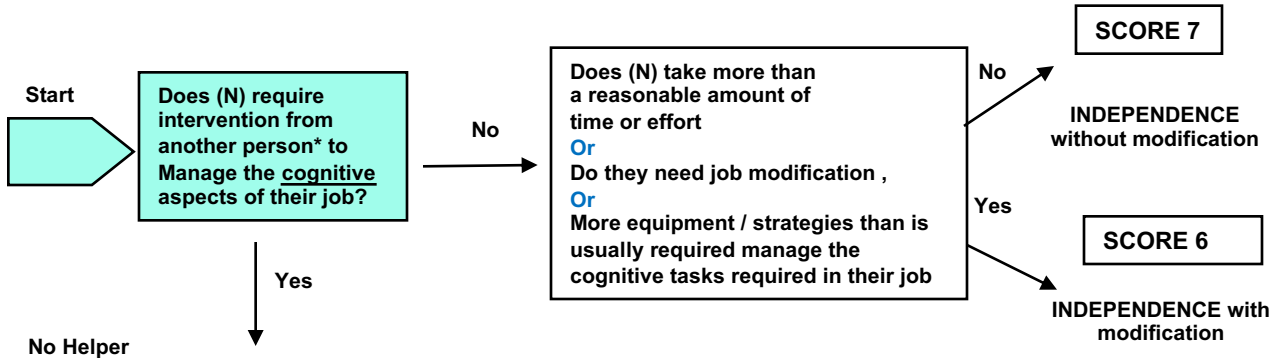 Start
Does (N) require
intervention from
another person* to
Manage the cognitive
aspects of their job?
No
Yes
No Helper
Does (N) take more than
a reasonable amount of
time or effort
Or
Do they need job modification ,
Or
More equipment / strategies than is
usually required manage the
cognitive tasks required in their job
No
SCORE 7
INDEPENDENCE
without modification
Yes
SCORE 6
INDEPENDENCE with
modification